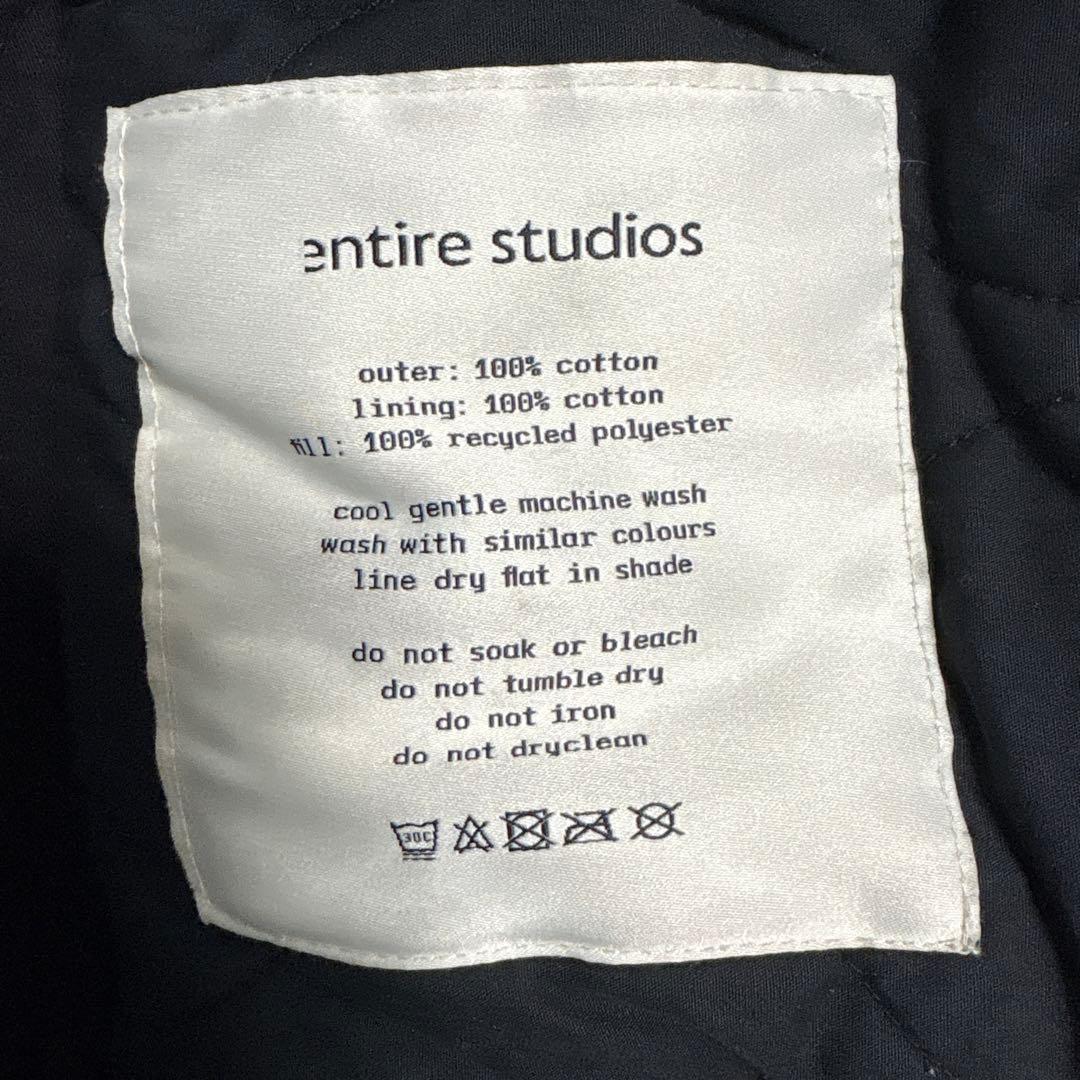 entire studios
outer: 100% cotton
lining: 100% cotton
fill: 100% recycled polyester
cool gentle machine wash
wash with similar colours
line dry flat in shade
do not soak or bleach
do not tumble dry
do not iron
do not dryclean
30C